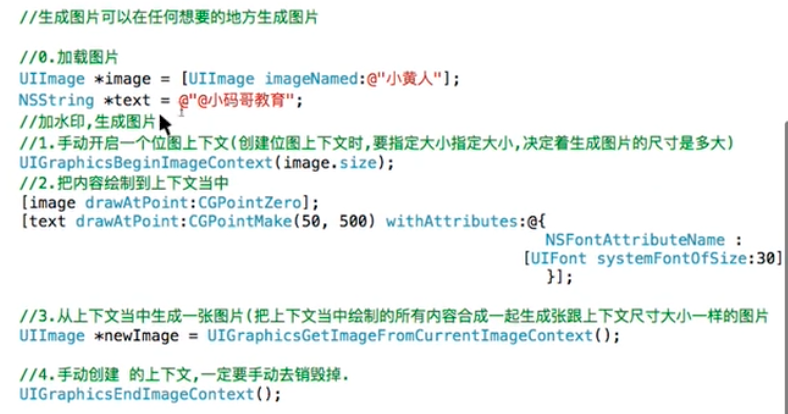 //生成图片可以在任何想要的地方生成图片
//0.加载图片
UIImage *image = [UIImage imageNamed:@"小黄人"];
NSString *text = @"@小码哥教育";
//加水印,生成图片
//1.手动开启一个位图上下文(创建位图上下文时,要指定大小指定大小,决定着生成图片的尺寸是多大)
UIGraphicsBeginImageContext(image.size);
//2.把内容绘制到上下文当中
[image drawAtPoint:CGPointZero];
[text drawAtPoint:CGPointMake(50, 500) withAttributes:@{
NSFontAttributeName :
[UIFont systemFontOfSize:30]
}];
//3.从上下文当中生成一张图片(把上下文当中绘制的所有内容合成一起生成张跟上下文尺寸大小一样的图片
UIImage *newImage = UIGraphicsGetImageFromCurrentImageContext();
//4.手动创建 的上下文,一定要手动去销毁掉.
UIGraphicsEndImageContext();